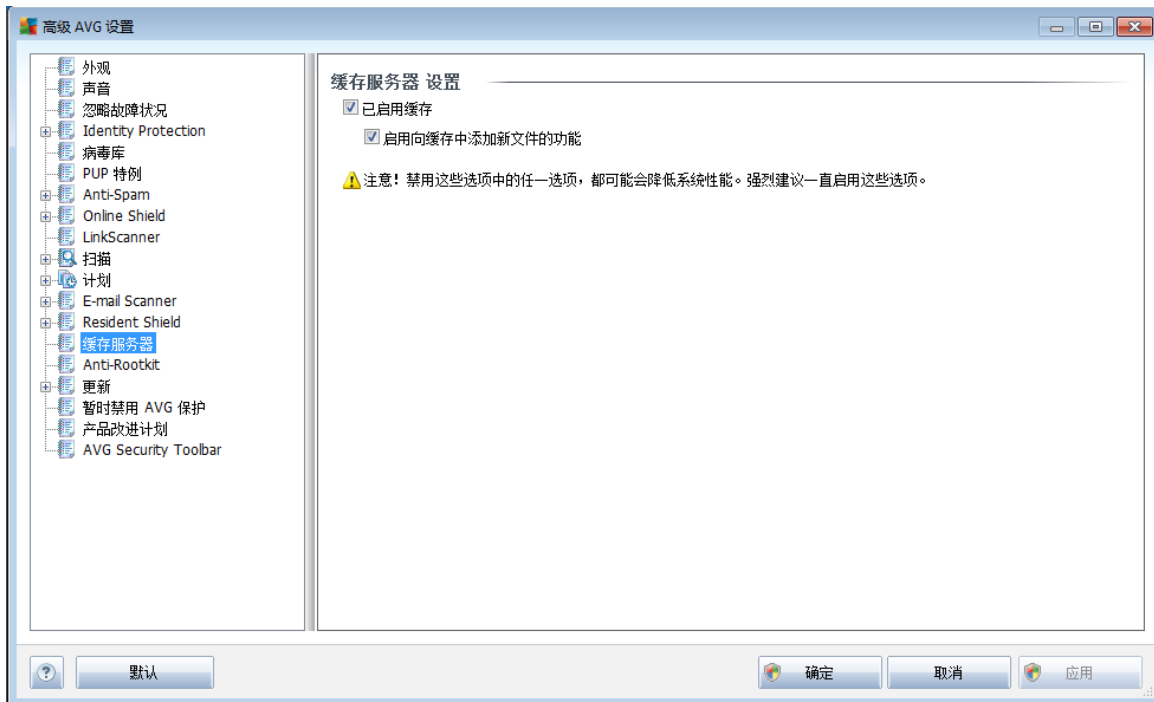 高级 AVG 设置
外观
声音
忽略故障状况
Identity Protection
病毒库
PUP 特例
Anti-Spam
Online Shield
LinkScanner
扫描
计划
E-mail Scanner
Resident Shield
缓存服务器
Anti-Rootkit
更新
暂时禁用 AVG 保护
产品改进计划
AVG Security Toolbar
缓存服务器 设置
已启用缓存
启用向缓存中添加新文件的功能
注意！禁用这些选项中的任一选项，都可能会降低系统性能。强烈建议一直启用这些选项。
?
默认
确定
取消
应用